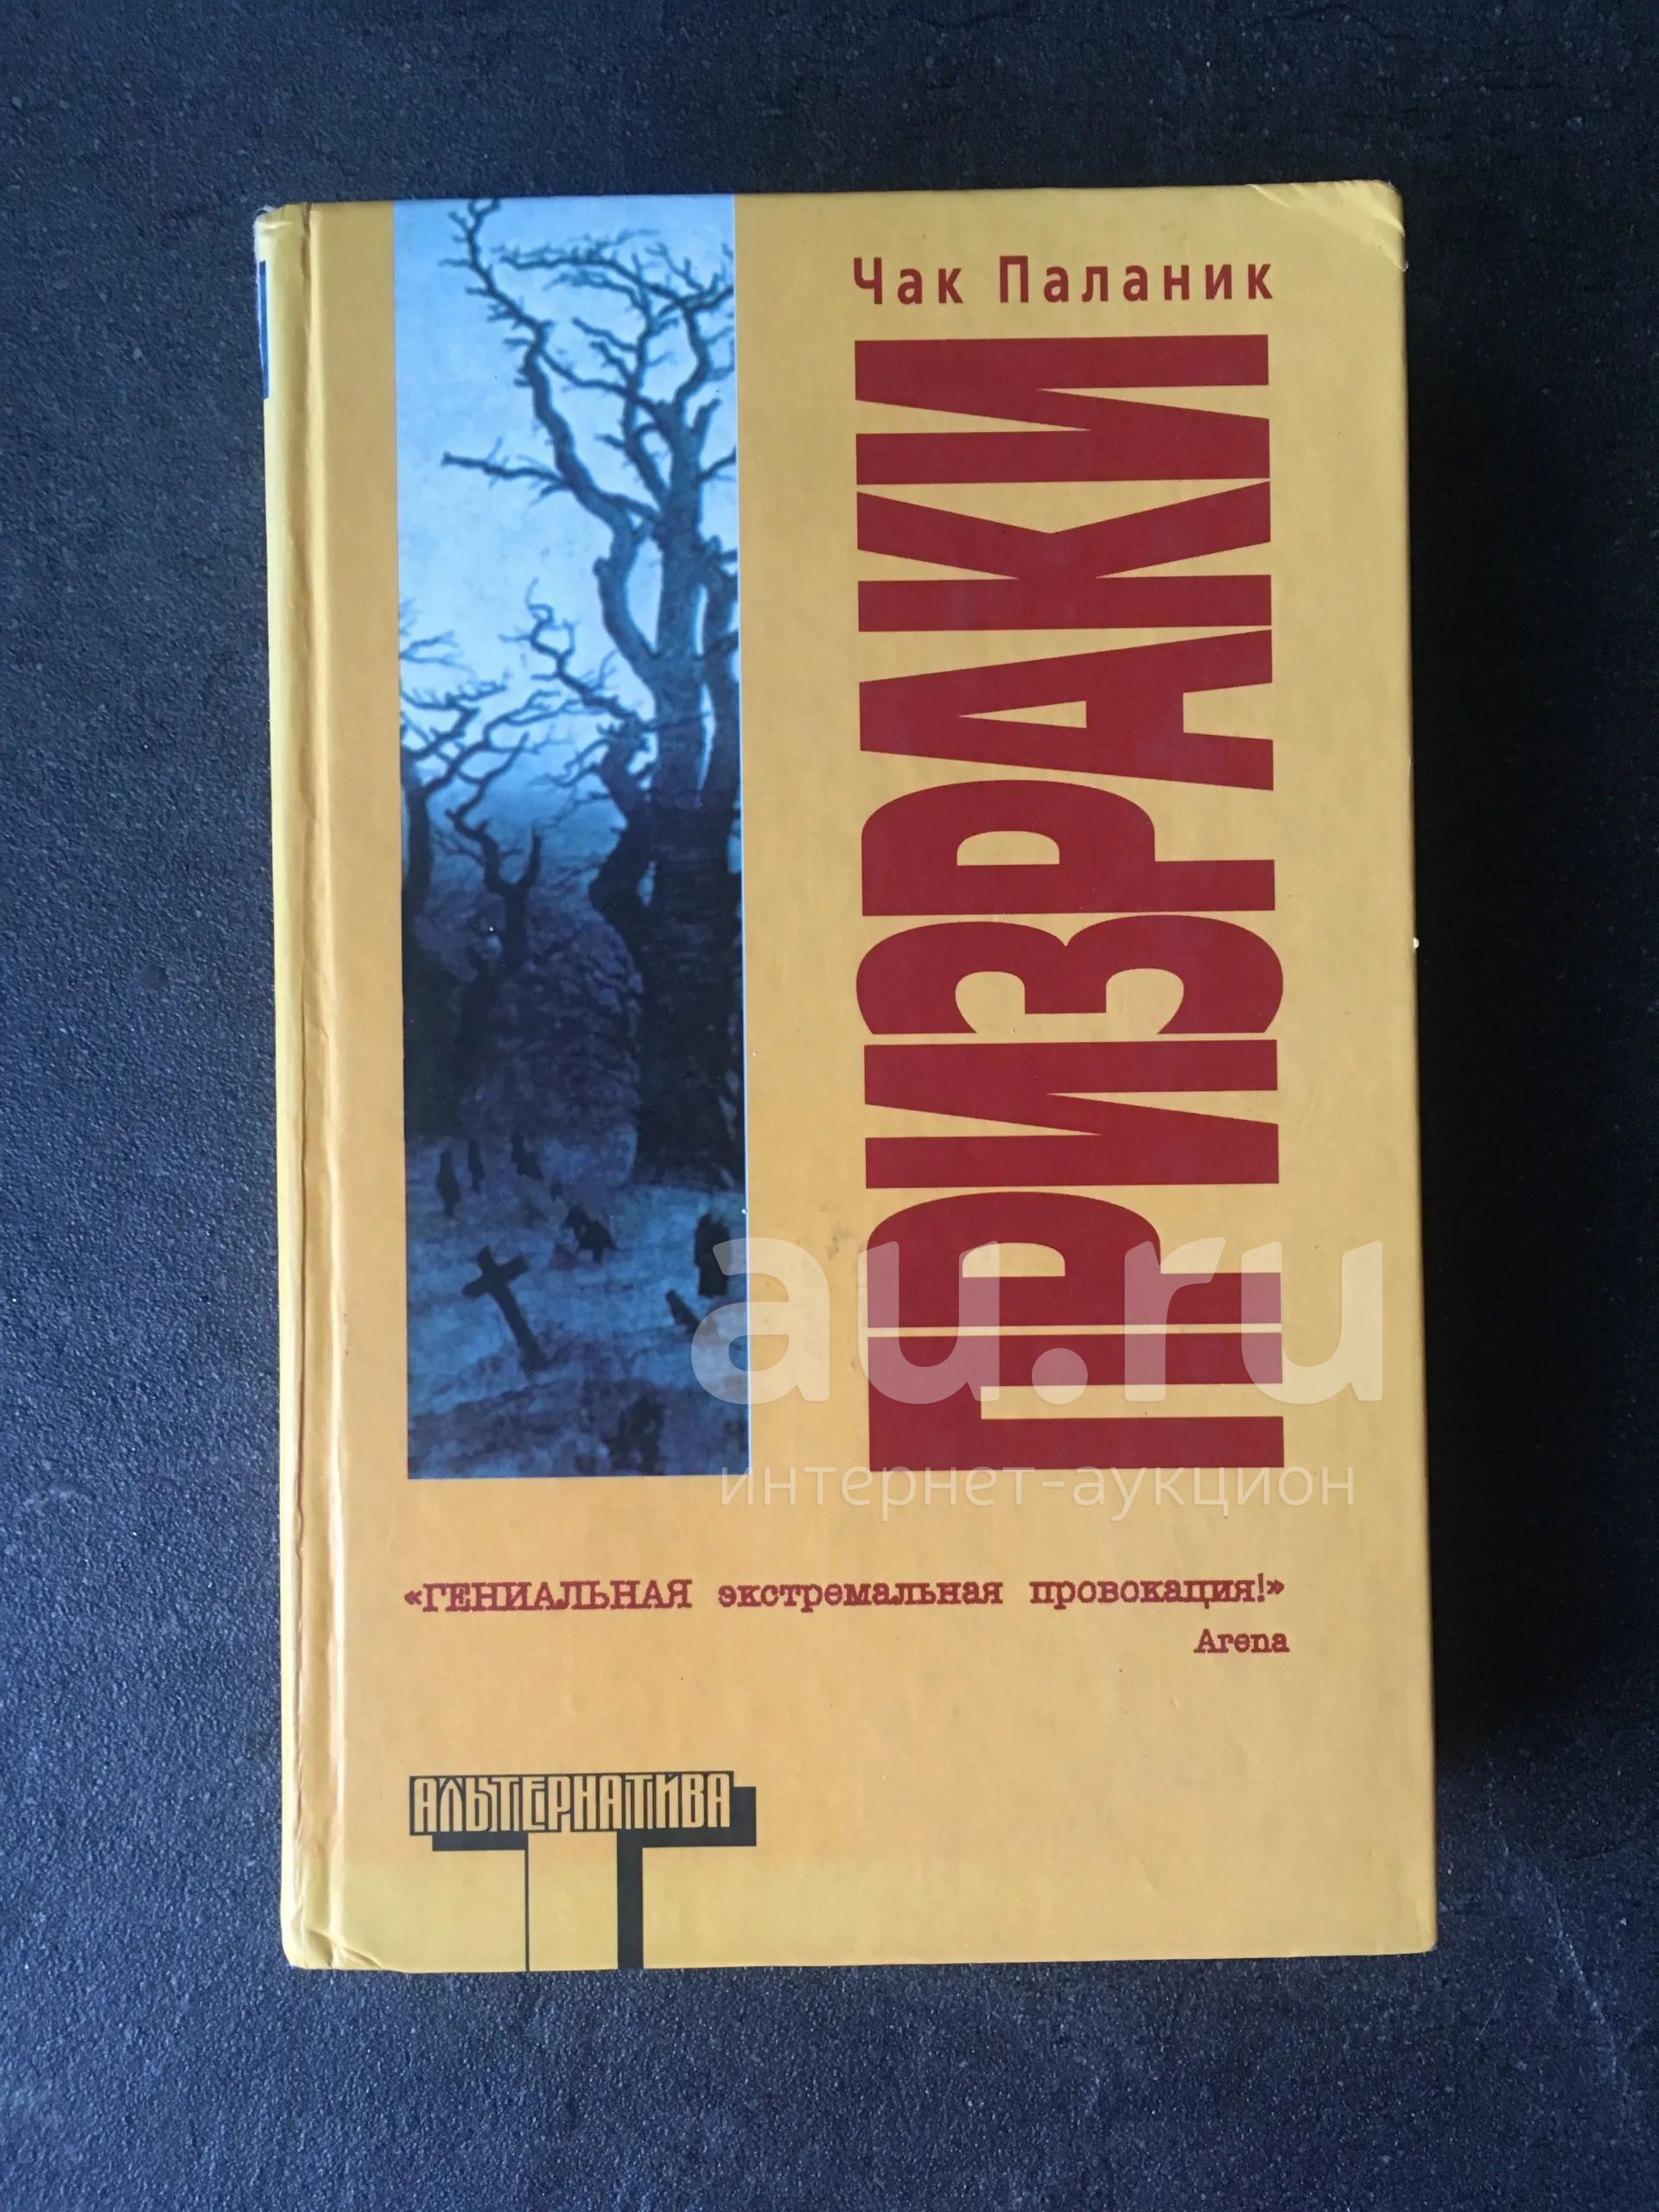 Чак Паланик
ПРИЗРАКИ
au.ru
интернет-аукцион
«ГЕНИАЛЬНАЯ экстремальная провокация!»
Arena
АЛЬТЕРНАТИВА